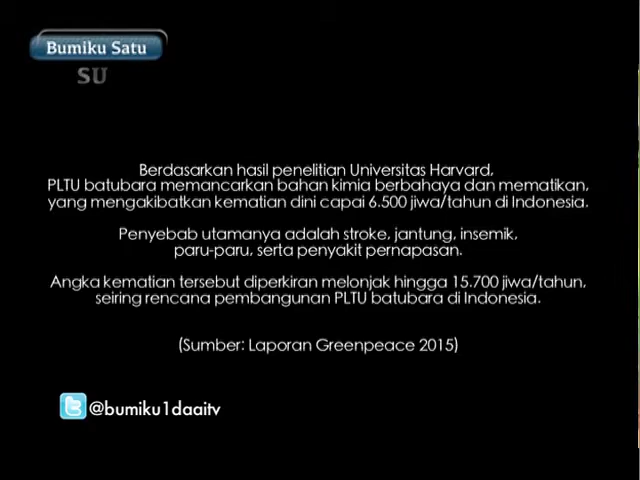 Bumiku Satu
SU
Berdasarkan hasil penelitian Universitas Harvard,
PLTU batubara memancarkan bahan kimia berbahaya dan mematikan,
yang mengakibatkan kematian dini capai 6.500 jiwa/tahun di Indonesia.
Penyebab utamanya adalah stroke, jantung, insemik,
paru-paru, serta penyakit pernapasan.
Angka kematian tersebut diperkiran melonjak hingga 15.700 jiwa/tahun,
seiring rencana pembangunan PLTU batubara di Indonesia.
(Sumber: Laporan Greenpeace 2015)
@bumiku1daaitv